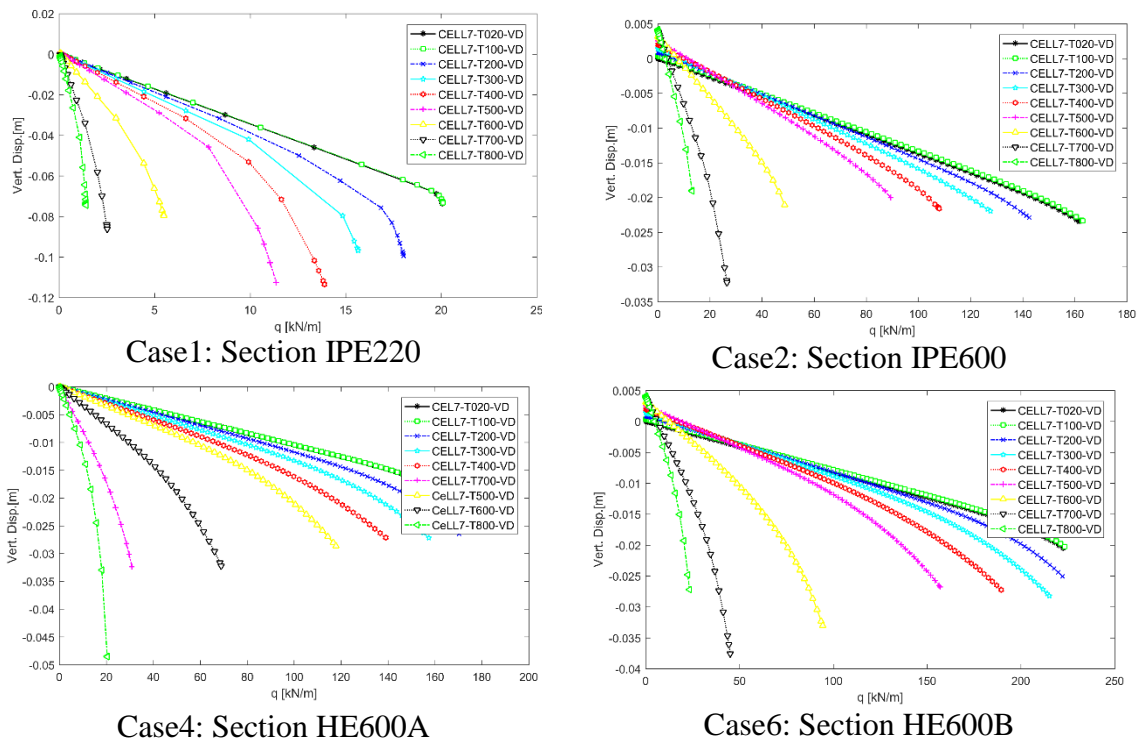 0.02
0
-0.02
-0.04
-0.06
-0.08
-0.1
-0.12
Vert. Disp.[m]
CELL7-T020-VD
CELL7-T100-VD
CELL7-T200-VD
CELL7-T300-VD
CELL7-T400-VD
CELL7-T500-VD
CELL7-T600-VD
CELL7-T700-VD
CELL7-T800-VD
0 5 10 15 20 25
q [kN/m]
Case1: Section IPE220
0.005
0
-0.005
-0.01
-0.015
-0.02
-0.025
-0.03
-0.035
Vert. Disp.[m]
CELL7-T020-VD
CELL7-T100-VD
CELL7-T200-VD
CELL7-T300-VD
CELL7-T400-VD
CELL7-T500-VD
CELL7-T600-VD
CELL7-T700-VD
CELL7-T800-VD
0 20 40 60 80 100 120 140 160 180
q [kN/m]
Case2: Section IPE600
0
-0.005
-0.01
-0.015
-0.02
-0.025
-0.03
-0.035
-0.04
-0.045
-0.05
Vert. Disp.[m]
CEL7-T020-VD
CELL7-T100-VD
CELL7-T200-VD
CELL7-T300-VD
CELL7-T400-VD
CELL7-T700-VD
CeLL7-T500-VD
CeLL7-T600-VD
CeLL7-T800-VD
0 20 40 60 80 100 120 140 160 180 200
q [kN/m]
Case4: Section HE600A
0.005
0
-0.005
-0.01
-0.015
-0.02
-0.025
-0.03
-0.035
-0.04
Vert. Disp.[m]
CELL7-T020-VD
CELL7-T100-VD
CELL7-T200-VD
CELL7-T300-VD
CELL7-T400-VD
CELL7-T500-VD
CELL7-T600-VD
CELL7-T700-VD
CELL7-T800-VD
0 50 100 150 200 250
q [kN/m]
Case6: Section HE600B